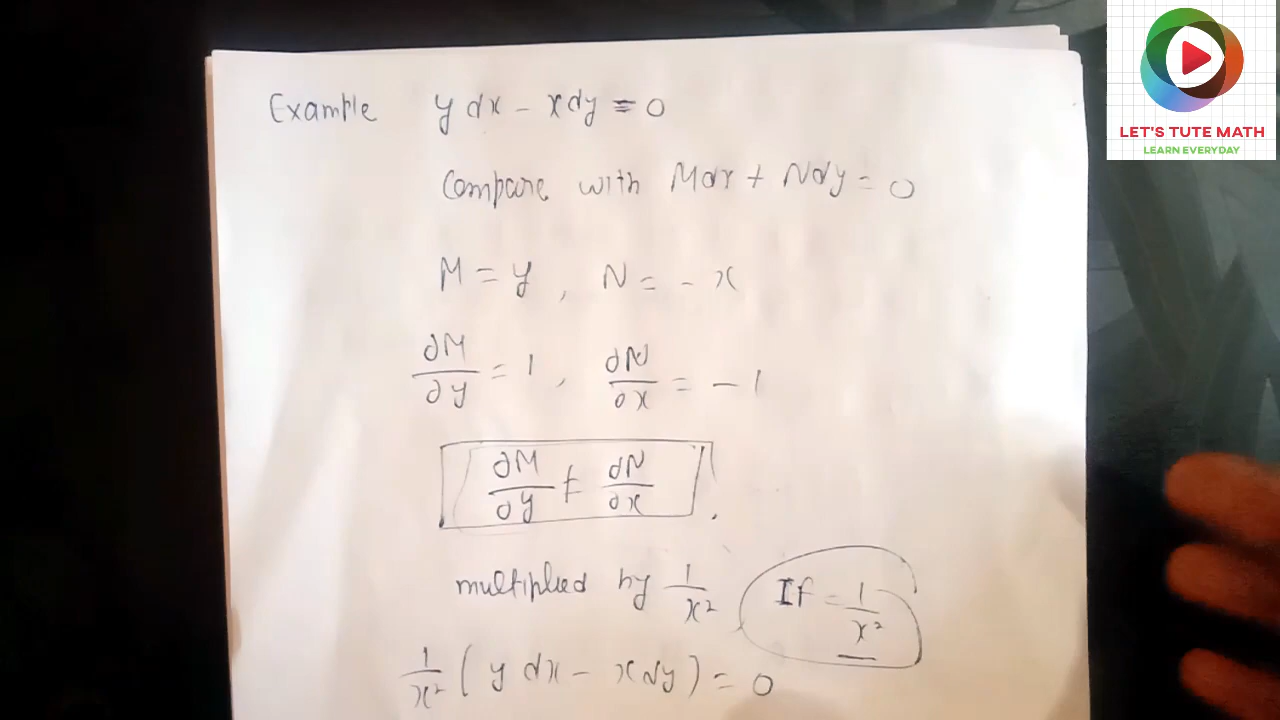 LET'S TUTE MATH
LEARN EVERYDAY
Example y dx - x dy = 0
Compare with Mdx + Ndy = 0
M = y , N = - x
∂M/∂y = 1 , ∂N/∂x = - 1
∂M/∂y ≠ ∂N/∂x .
multiplied by 1/x² If = 1/x²
1/x² ( y dx - x dy ) = 0